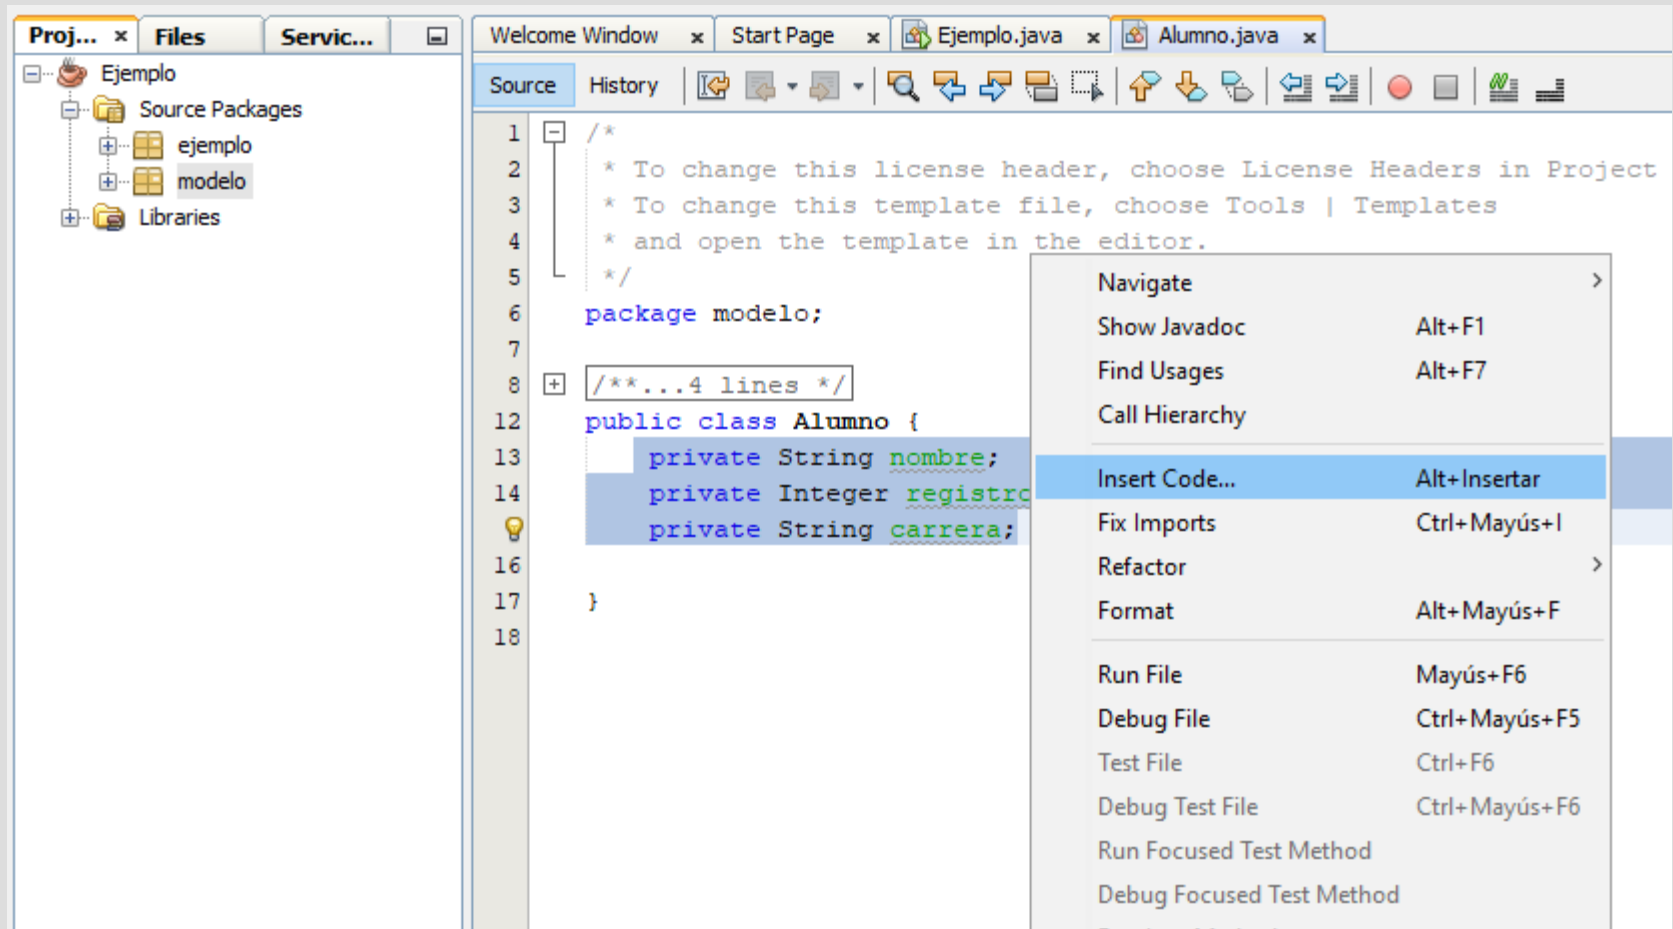 Proj...
Files
Servic...
Ejemplo
Source Packages
ejemplo
modelo
Libraries
Welcome Window
Start Page
Ejemplo.java
Alumno.java
Source
History
1 /*
2 * To change this license header, choose License Headers in Project
3 * To change this template file, choose Tools | Templates
4 * and open the template in the editor.
5 */
6 package modelo;
7
8 /**...4 lines */
12 public class Alumno {
13 private String nombre;
14 private Integer registro
private String carrera;
16
17 }
18
Navigate
Show Javadoc Alt+F1
Find Usages Alt+F7
Call Hierarchy
Insert Code... Alt+Insertar
Fix Imports Ctrl+Mayús+I
Refactor
Format Alt+Mayús+F
Run File Mayús+F6
Debug File Ctrl+Mayús+F5
Test File Ctrl+F6
Debug Test File Ctrl+Mayús+F6
Run Focused Test Method
Debug Focused Test Method